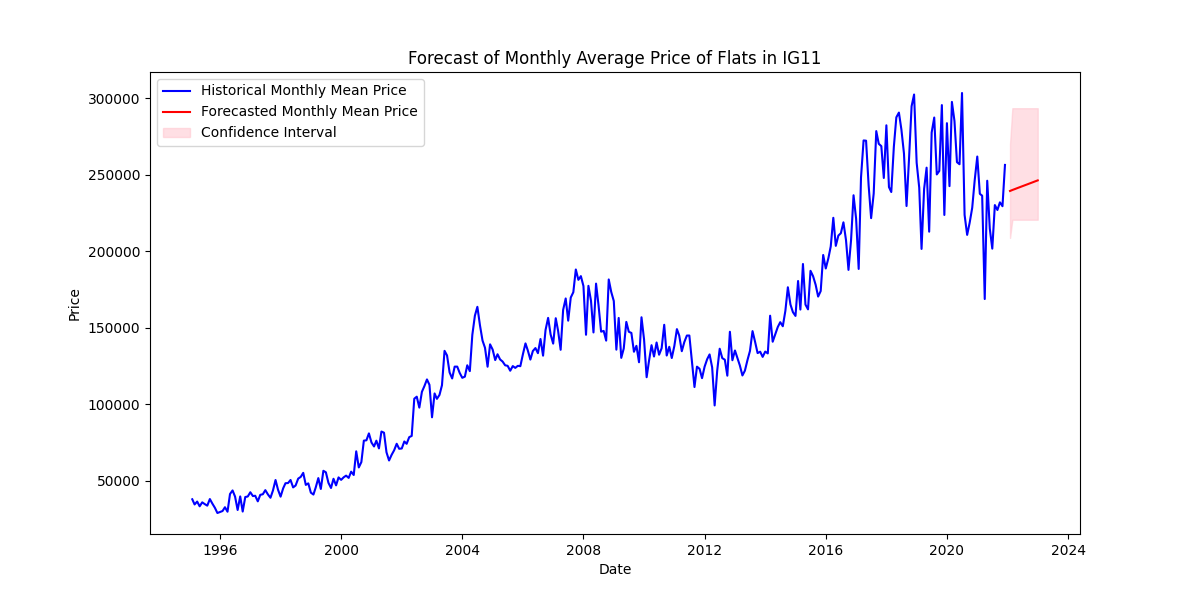 Forecast of Monthly Average Price of Flats in IG11
Historical Monthly Mean Price
Forecasted Monthly Mean Price
Confidence Interval
300000
250000
200000
150000
100000
50000
Price
1996 2000 2004 2008 2012 2016 2020 2024
Date